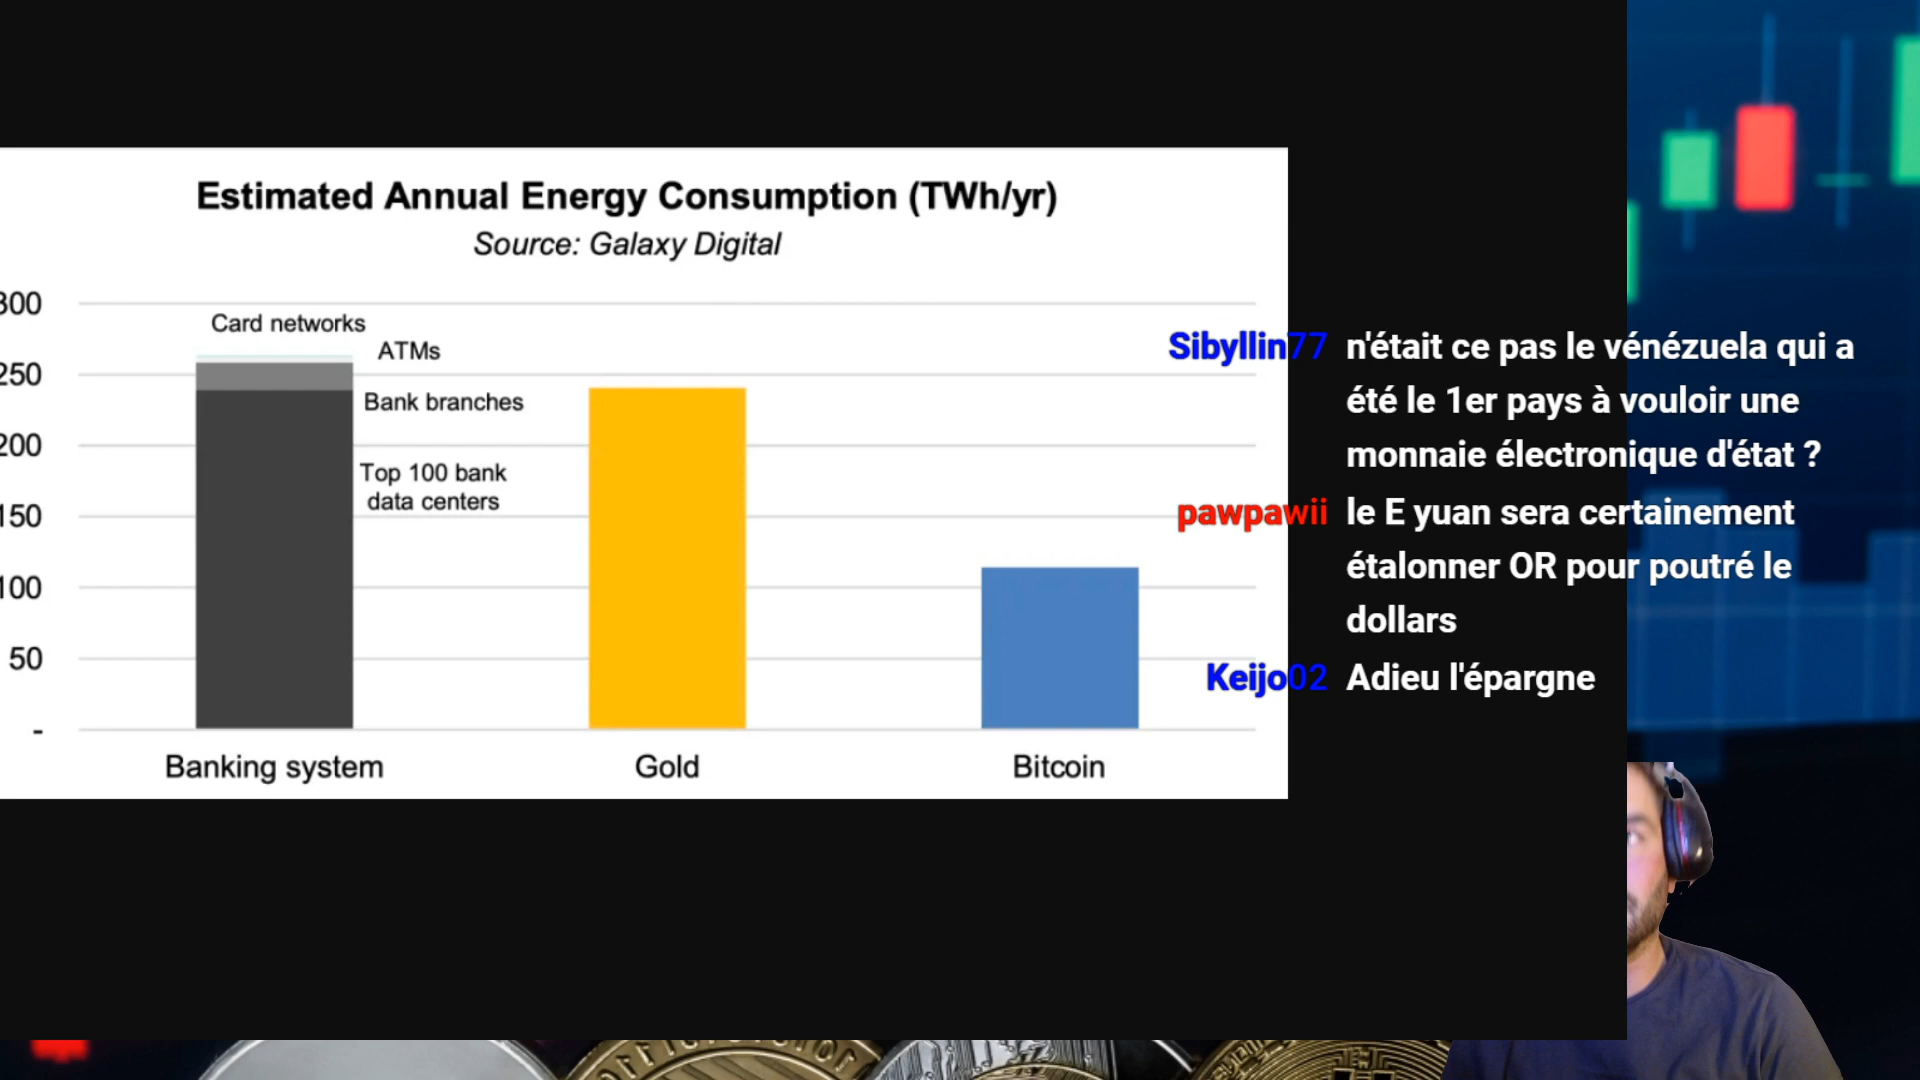 Estimated Annual Energy Consumption (TWh/yr)
Source: Galaxy Digital
300
250
200
150
100
50
-
Card networks
ATMs
Bank branches
Top 100 bank
data centers
Banking system
Gold
Bitcoin
Sibyllin77 n'était ce pas le vénézuela qui a
été le 1er pays à vouloir une
monnaie électronique d'état ?
pawpawii le E yuan sera certainement
étalonner OR pour poutré le
dollars
Keijo02 Adieu l'épargne